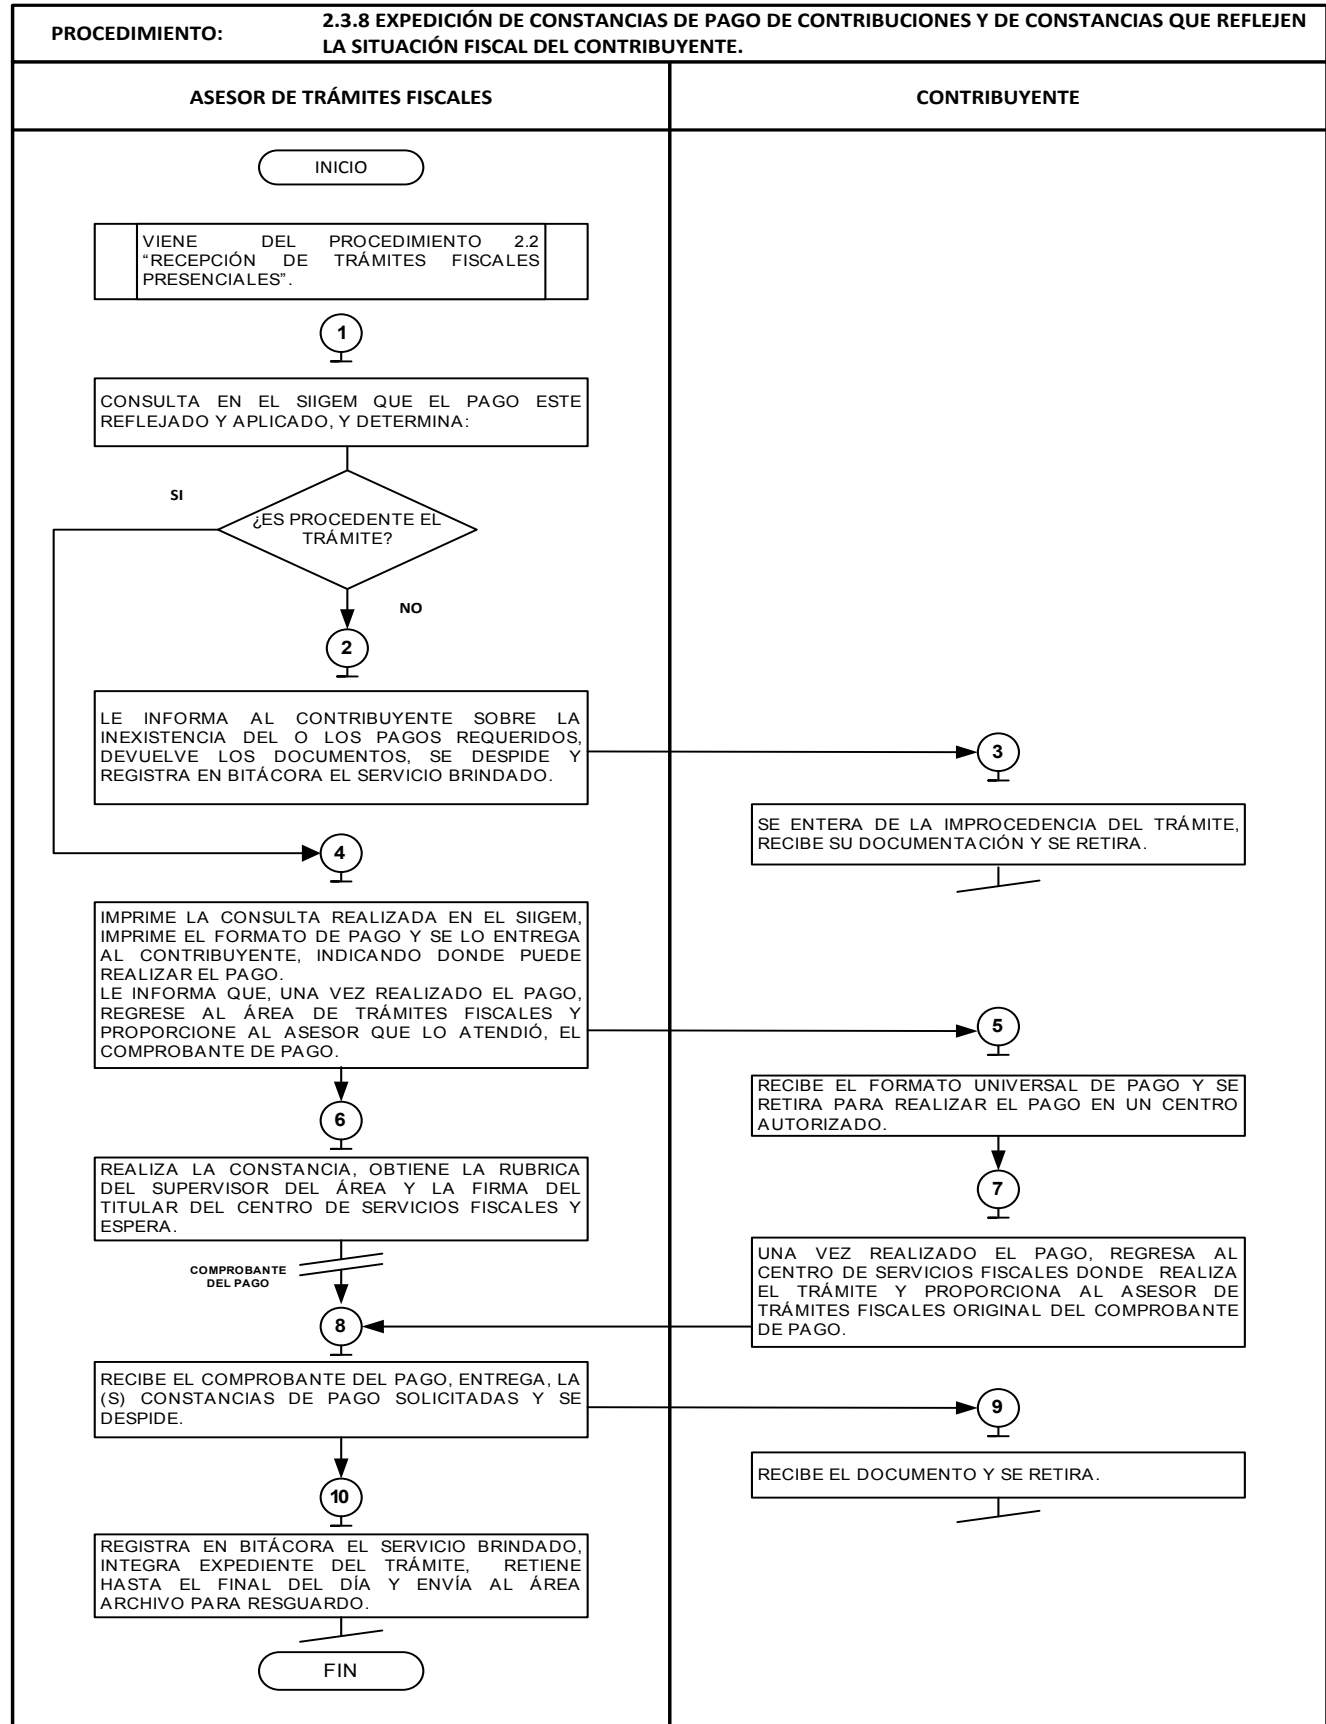 PROCEDIMIENTO:
2.3.8 EXPEDICIÓN DE CONSTANCIAS DE PAGO DE CONTRIBUCIONES Y DE CONSTANCIAS QUE REFLEJEN
LA SITUACIÓN FISCAL DEL CONTRIBUYENTE.
ASESOR DE TRÁMITES FISCALES
CONTRIBUYENTE
INICIO
VIENE DEL PROCEDIMIENTO 2.2
“RECEPCIÓN DE TRÁMITES FISCALES
PRESENCIALES”.
1
CONSULTA EN EL SIIGEM QUE EL PAGO ESTE
REFLEJADO Y APLICADO, Y DETERMINA:
SI
¿ES PROCEDENTE EL
TRÁMITE?
NO
2
LE INFORMA AL CONTRIBUYENTE SOBRE LA
INEXISTENCIA DEL O LOS PAGOS REQUERIDOS,
DEVUELVE LOS DOCUMENTOS, SE DESPIDE Y
REGISTRA EN BITÁCORA EL SERVICIO BRINDADO.
3
SE ENTERA DE LA IMPROCEDENCIA DEL TRÁMITE,
RECIBE SU DOCUMENTACIÓN Y SE RETIRA.
4
IMPRIME LA CONSULTA REALIZADA EN EL SIIGEM,
IMPRIME EL FORMATO DE PAGO Y SE LO ENTREGA
AL CONTRIBUYENTE, INDICANDO DONDE PUEDE
REALIZAR EL PAGO.
LE INFORMA QUE, UNA VEZ REALIZADO EL PAGO,
REGRESE AL ÁREA DE TRÁMITES FISCALES Y
PROPORCIONE AL ASESOR QUE LO ATENDIÓ, EL
COMPROBANTE DE PAGO.
5
RECIBE EL FORMATO UNIVERSAL DE PAGO Y SE
RETIRA PARA REALIZAR EL PAGO EN UN CENTRO
AUTORIZADO.
6
REALIZA LA CONSTANCIA, OBTIENE LA RUBRICA
DEL SUPERVISOR DEL ÁREA Y LA FIRMA DEL
TITULAR DEL CENTRO DE SERVICIOS FISCALES Y
ESPERA.
7
UNA VEZ REALIZADO EL PAGO, REGRESA AL
CENTRO DE SERVICIOS FISCALES DONDE REALIZA
EL TRÁMITE Y PROPORCIONA AL ASESOR DE
TRÁMITES FISCALES ORIGINAL DEL COMPROBANTE
DE PAGO.
COMPROBANTE
DEL PAGO
8
RECIBE EL COMPROBANTE DEL PAGO, ENTREGA, LA
(S) CONSTANCIAS DE PAGO SOLICITADAS Y SE
DESPIDE.
9
RECIBE EL DOCUMENTO Y SE RETIRA.
10
REGISTRA EN BITÁCORA EL SERVICIO BRINDADO,
INTEGRA EXPEDIENTE DEL TRÁMITE, RETIENE
HASTA EL FINAL DEL DÍA Y ENVÍA AL ÁREA
ARCHIVO PARA RESGUARDO.
FIN